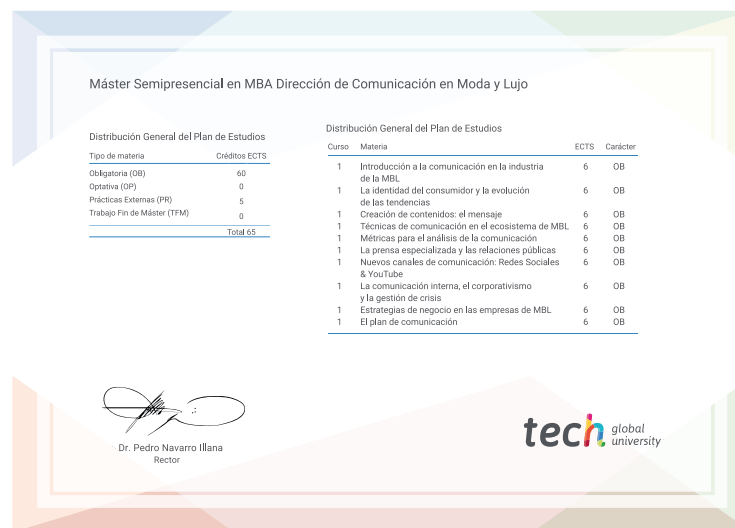 Máster Semipresencial en MBA Dirección de Comunicación en Moda y Lujo
Distribución General del Plan de Estudios
Tipo de materia Créditos ECTS
Obligatoria (OB) 60
Optativa (OP) 0
Prácticas Externas (PR) 5
Trabajo Fin de Máster (TFM) 0
Total 65
Distribución General del Plan de Estudios
Curso Materia ECTS Carácter
1 Introducción a la comunicación en la industria 6 OB
de la MBL
1 La identidad del consumidor y la evolución 6 OB
de las tendencias
1 Creación de contenidos: el mensaje 6 OB
1 Técnicas de comunicación en el ecosistema de MBL 6 OB
1 Métricas para el análisis de la comunicación 6 OB
1 La prensa especializada y las relaciones públicas 6 OB
1 Nuevos canales de comunicación: Redes Sociales 6 OB
& YouTube
1 La comunicación interna, el corporativismo 6 OB
y la gestión de crisis
1 Estrategias de negocio en las empresas de MBL 6 OB
1 El plan de comunicación 6 OB
Dr. Pedro Navarro Illana
Rector
tech global
university